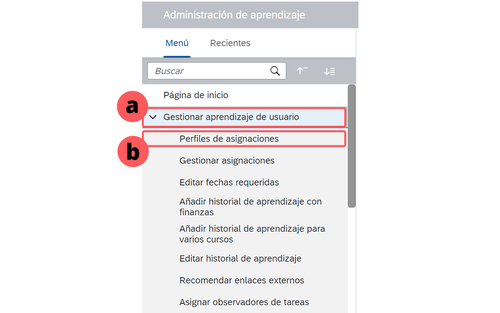 Administración de aprendizaje
Menú
Recientes
Buscar
Página de inicio
a
Gestionar aprendizaje de usuario
b
Perfiles de asignaciones
Gestionar asignaciones
Editar fechas requeridas
Añadir historial de aprendizaje con
finanzas
Añadir historial de aprendizaje para
varios cursos
Editar historial de aprendizaje
Recomendar enlaces externos
Asignar observadores de tareas